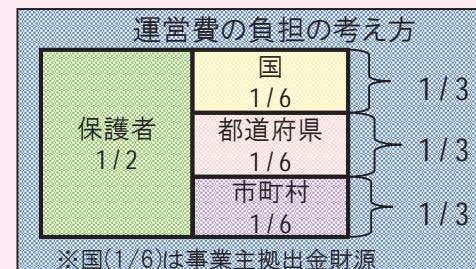 運営費の負担の考え方
保護者
1/2
国
1/6
都道府県
1/6
市町村
1/6
1/3
1/3
1/3
※国(1/6)は事業主拠出金財源